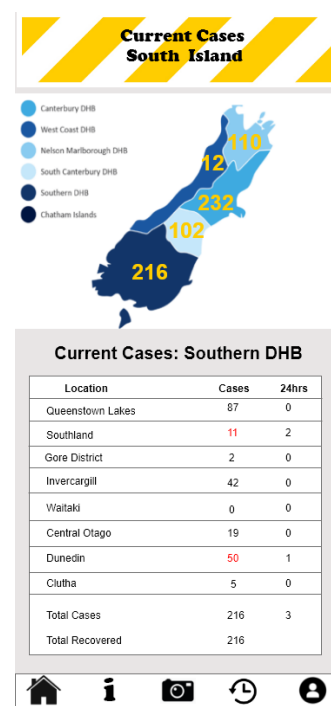 Current Cases
South Island
Canterbury DHB
West Coast DHB
Nelson Marlborough DHB
South Canterbury DHB
Southern DHB
Chatham Islands
110
12
232
102
216
Current Cases: Southern DHB
Location Cases 24hrs
Queenstown Lakes 87 0
Southland 11 2
Gore District 2 0
Invercargill 42 0
Waitaki 0 0
Central Otago 19 0
Dunedin 50 1
Clutha 5 0
Total Cases 216 3
Total Recovered 216